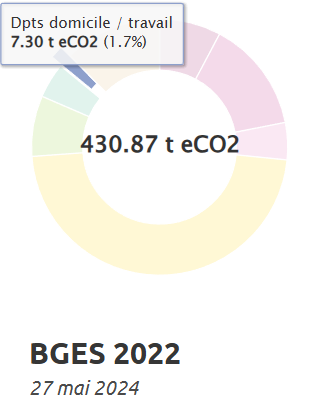 Dpts domicile / travail
7.30 t eCO2 (1.7%)
430.87 t eCO2
BGES 2022
27 mai 2024